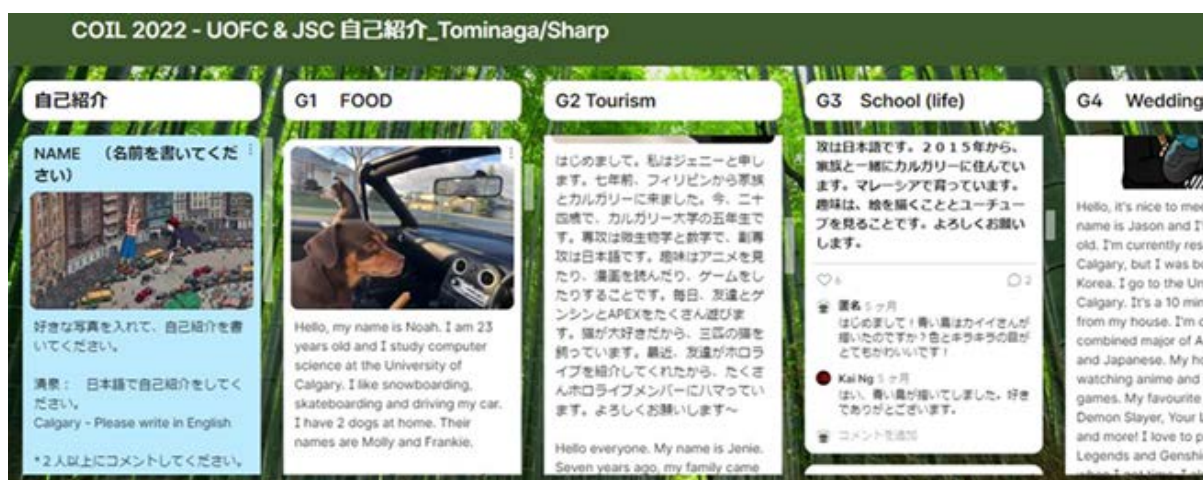 COIL 2022 - UOFC & JSC 自己紹介_Tominaga/Sharp
自己紹介
NAME （名前を書いてくだ
さい）
好きな写真を入れて、自己紹介を書
いてください。
清泉： 日本語で自己紹介をしてく
ださい。
Calgary - Please write in English
*２人以上にコメントしてください。
G1 FOOD
Hello, my name is Noah. I am 23
years old and I study computer
science at the University of
Calgary. I like snowboarding,
skateboarding and driving my car.
I have 2 dogs at home. Their
names are Molly and Frankie.
G2 Tourism
はじめまして。私はジェニーと申し
ます。七年前、フィリピンから家族
とカルガリーに来ました。今、二十
四歳で、カルガリー大学の五年生で
す。専攻は微生物学と数学で、副専
攻は日本語です。趣味はアニメを見
たり、漫画を読んだり、ゲームをし
たりすることです。毎日、友達とゲ
ンシンとAPEXをたくさん遊びま
す。猫が大好きだから、三匹の猫を
飼っています。最近、友達がホロラ
イブを紹介してくれたから、たくさ
んホロライブメンバーにハマってい
ます。よろしくお願いします～
Hello everyone. My name is Jenie.
Seven years ago, my family came
G3 School (life)
攻は日本語です。２０１５年から、
家族と一緒にカルガリーに住んでい
ます。マレーシアで育っています。
趣味は、絵を描くこととユーチュー
ブを見ることです。よろしくお願い
します。
6
2
匿名 5 ヶ月
はじめまして！青い鳥はカイイさんが
描いたのですか？色とキラキラの目が
とてもかわいいです！
Kai Ng 5 ヶ月
はい、青い鳥が描いてしました。好き
でありがとございます。
コメントを追加
G4 Wedding
Hello, it's nice to mee
name is Jason and I'
old. I'm currently res
Calgary, but I was bo
Korea. I go to the Un
Calgary. It's a 10 min
from my house. I'm
combined major of A
and Japanese. My ho
watching anime and
games. My favourite
Demon Slayer, Your
and more! I love to p
Legends and Genshi